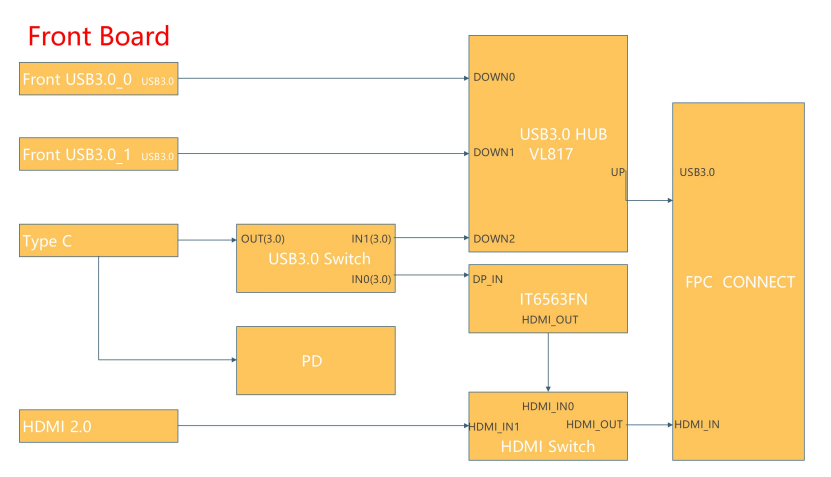 Front Board
Front USB3.0_0 USB3.0
DOWN0
Front USB3.0_1 USB3.0
DOWN1
USB3.0 HUB
VL817
UP
USB3.0
Type C
OUT(3.0)
IN1(3.0)
USB3.0 Switch
IN0(3.0)
DOWN2
DP_IN
IT6563FN
HDMI_OUT
FPC CONNECT
PD
HDMI 2.0
HDMI_IN0
HDMI_IN1
HDMI_OUT
HDMI Switch
HDMI_IN